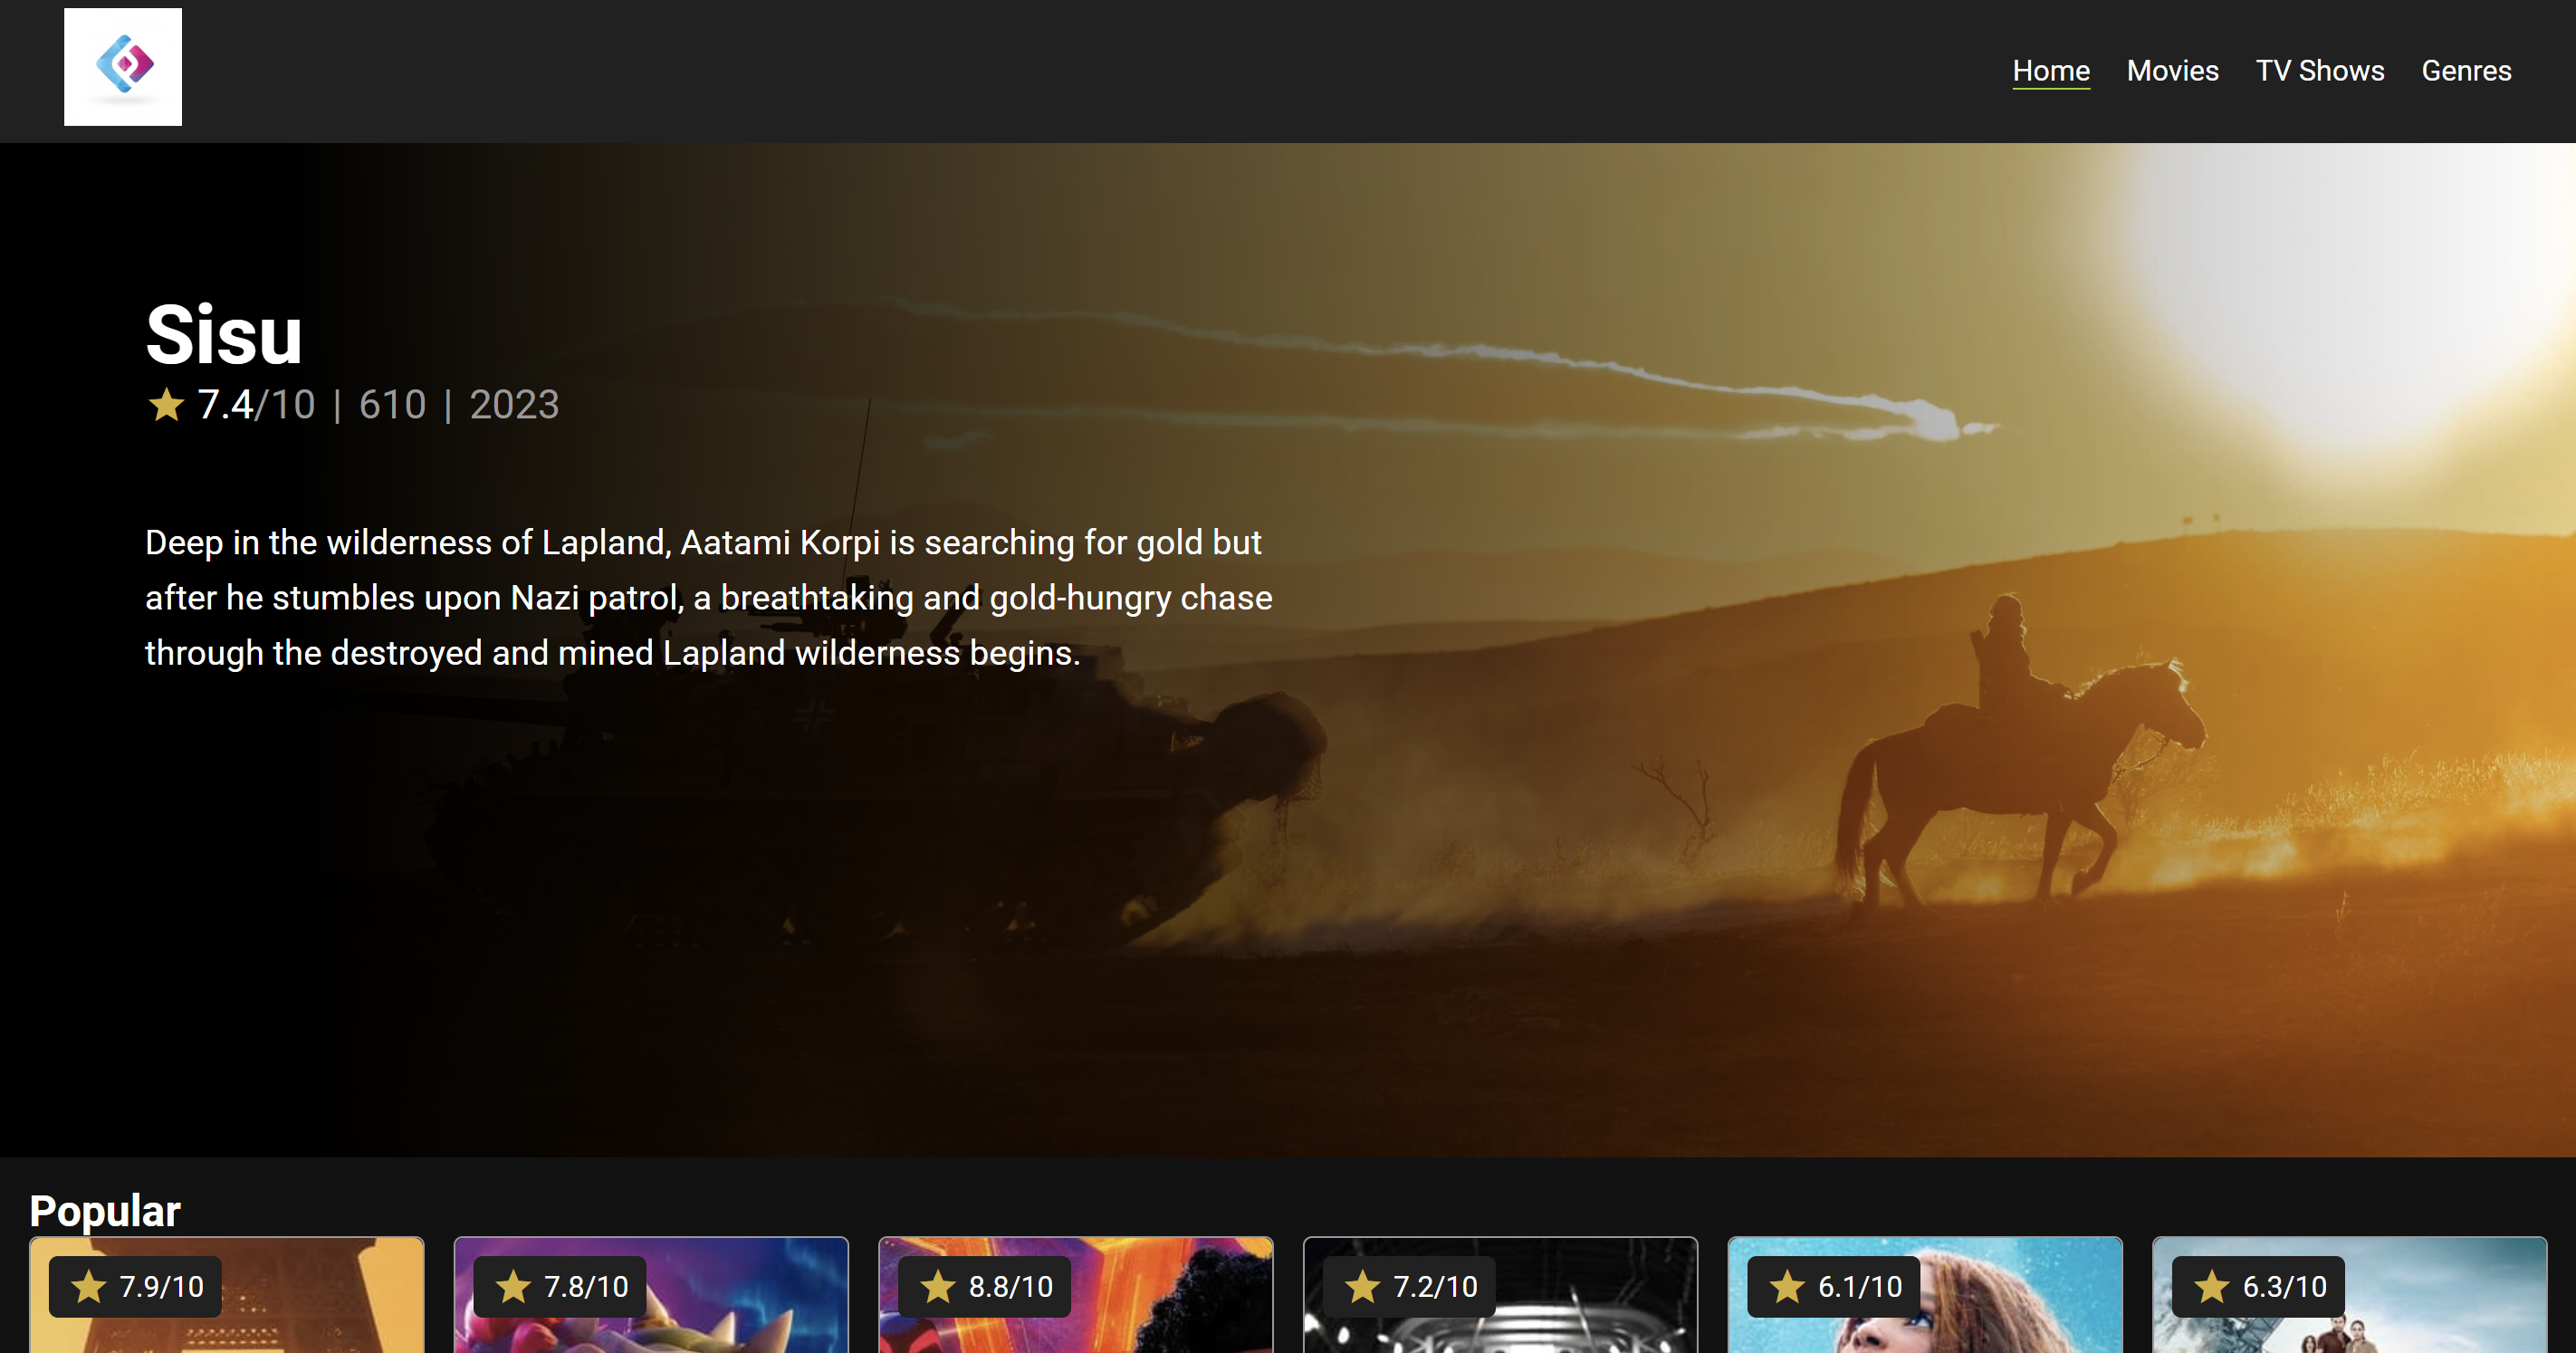 Home Movies TV Shows Genres
Sisu
7.4/10 | 610 | 2023
Deep in the wilderness of Lapland, Aatami Korpi is searching for gold but
after he stumbles upon Nazi patrol, a breathtaking and gold-hungry chase
through the destroyed and mined Lapland wilderness begins.
Popular
7.9/10 7.8/10 8.8/10 7.2/10 6.1/10 6.3/10